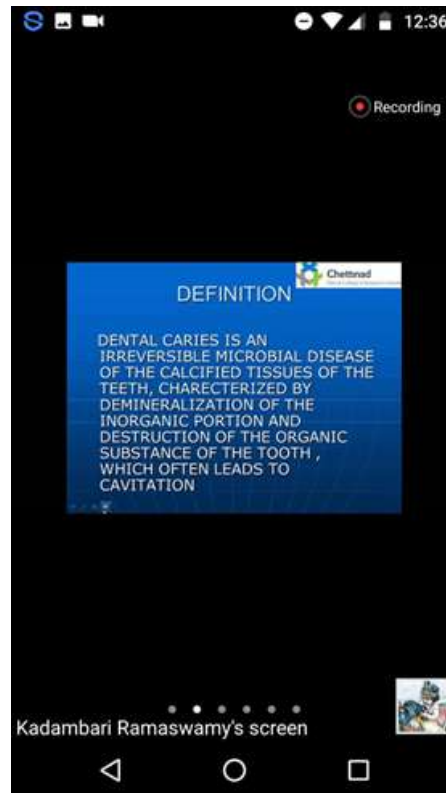 12:36
Recording
Chettinad
DEFINITION
DENTAL CARIES IS AN
IRREVERSIBLE MICROBIAL DISEASE
OF THE CALCIFIED TISSUES OF THE
TEETH, CHARECTERIZED BY
DEMINERALIZATION OF THE
INORGANIC PORTION AND
DESTRUCTION OF THE ORGANIC
SUBSTANCE OF THE TOOTH ,
WHICH OFTEN LEADS TO
CAVITATION
Kadambari Ramaswamy's screen